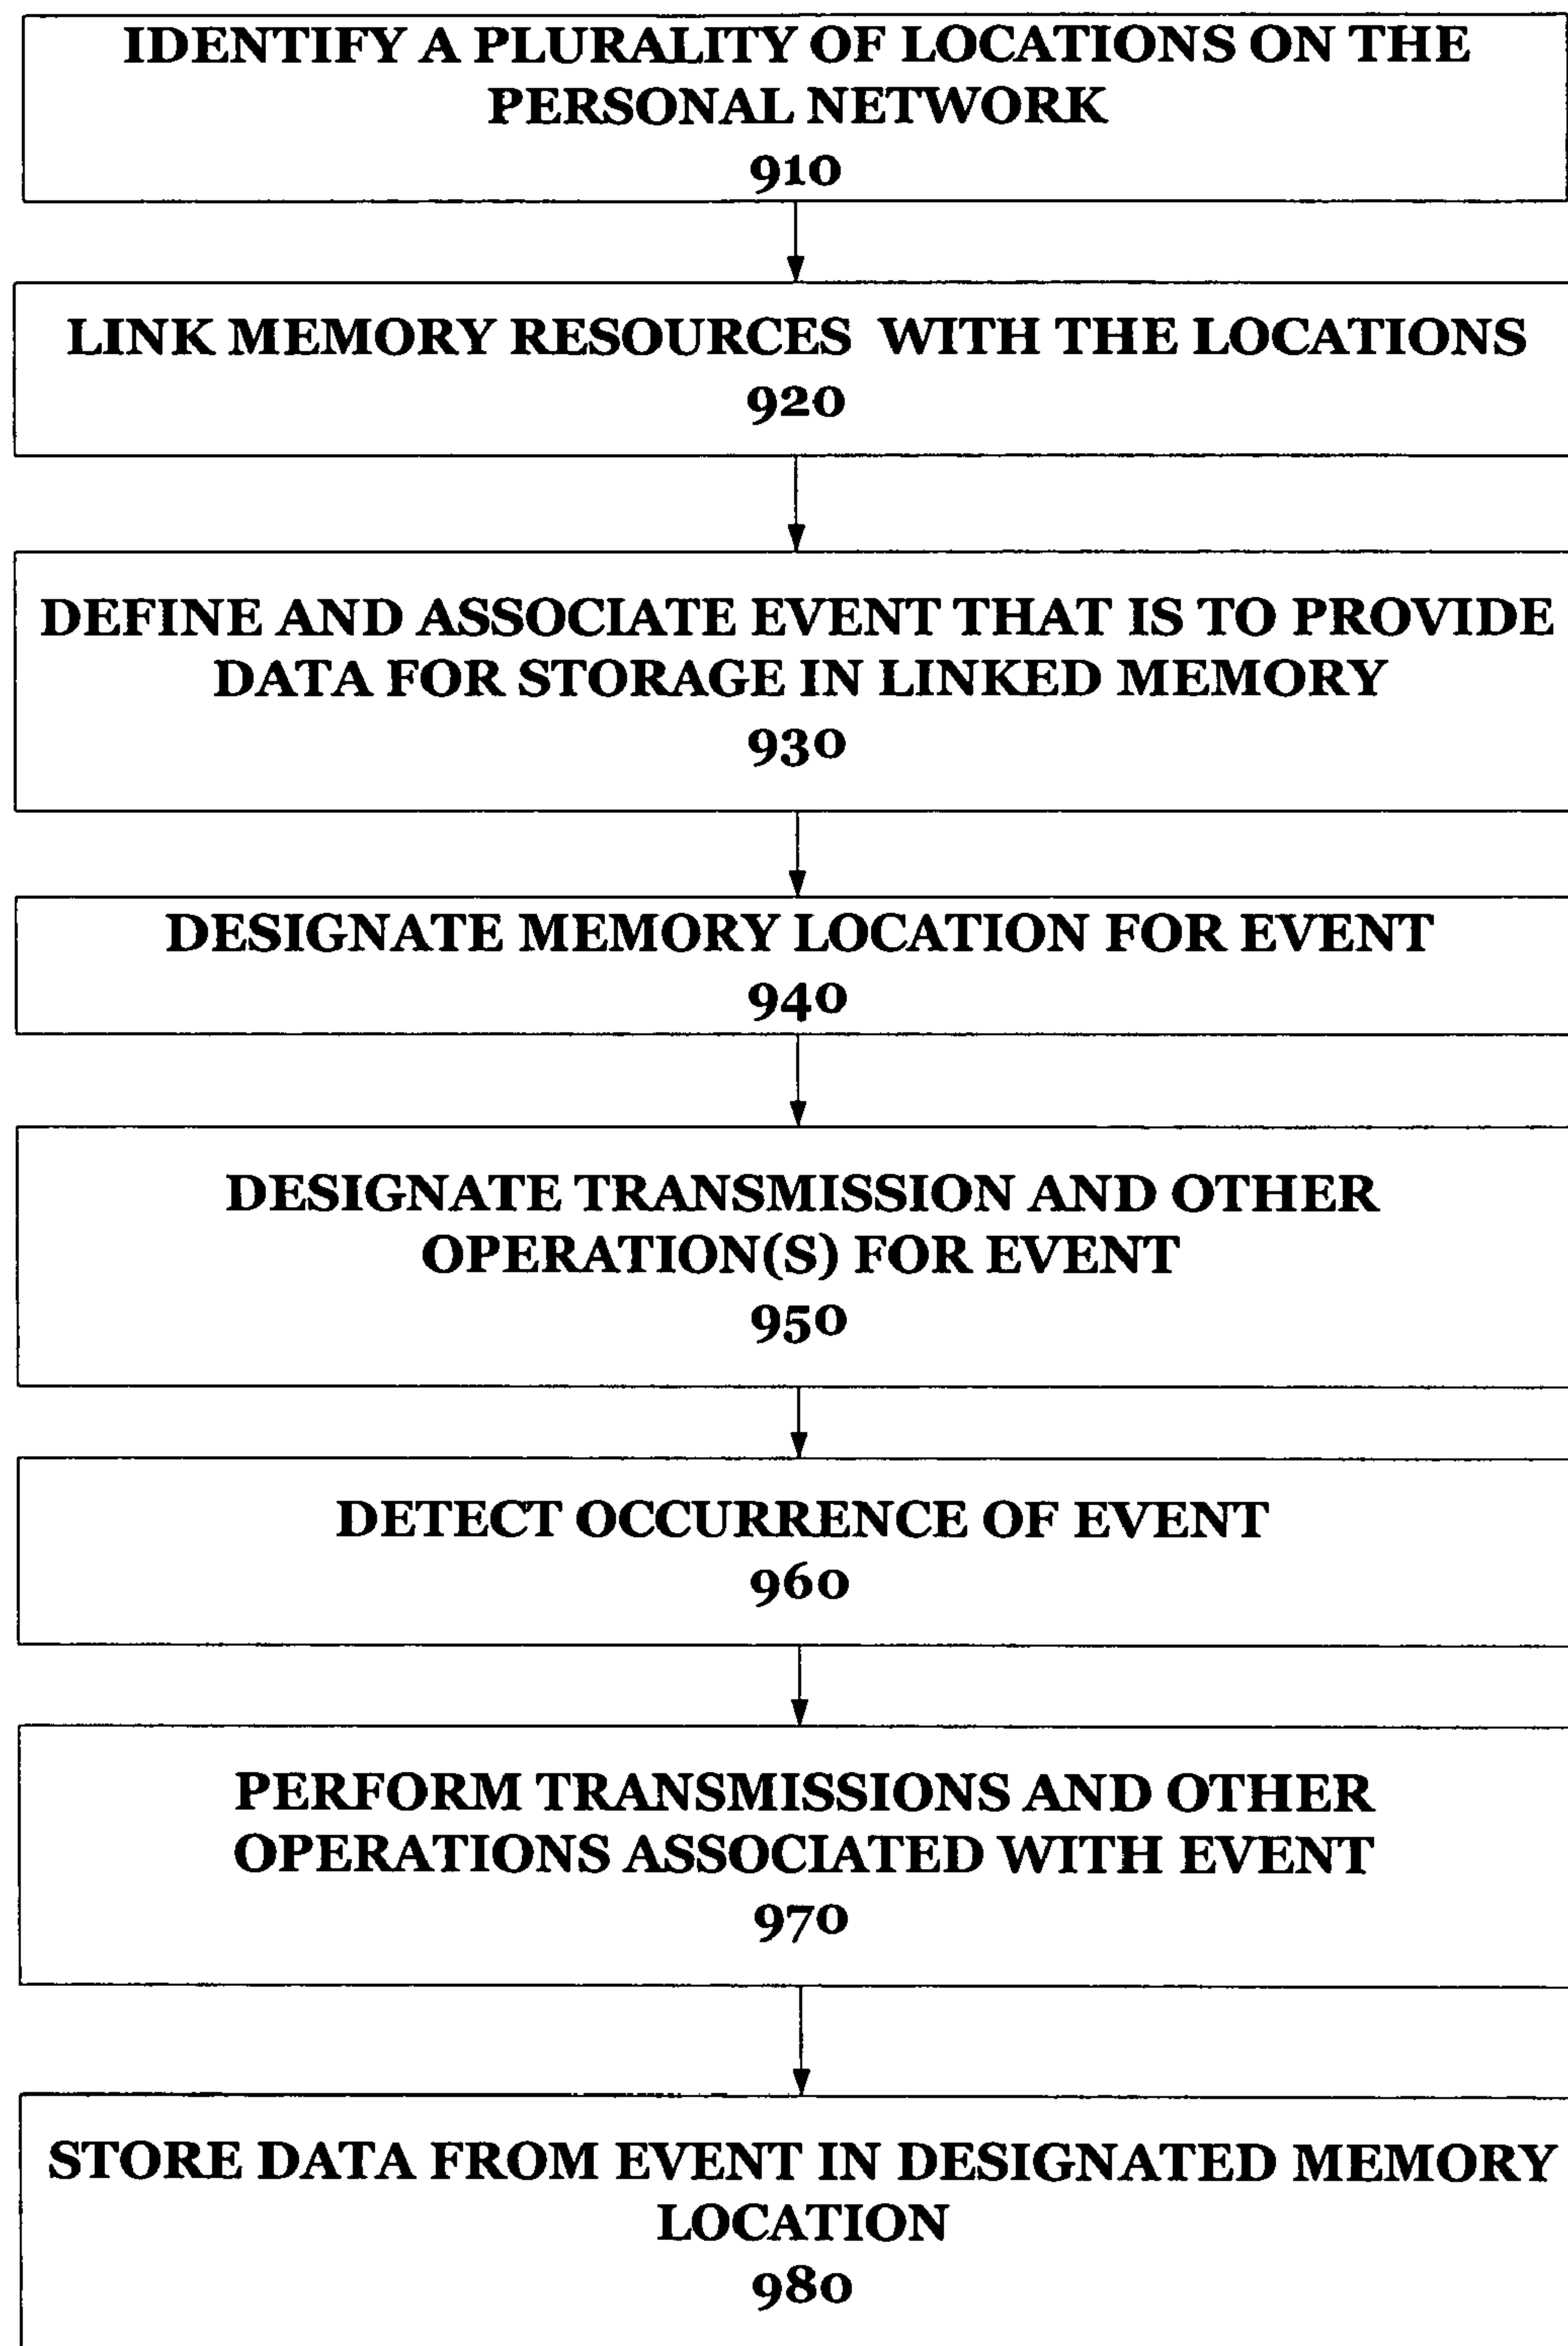 IDENTIFY A PLURALITY OF LOCATIONS ON THE
PERSONAL NETWORK
910
LINK MEMORY RESOURCES WITH THE LOCATIONS
920
DEFINE AND ASSOCIATE EVENT THAT IS TO PROVIDE
DATA FOR STORAGE IN LINKED MEMORY
930
DESIGNATE MEMORY LOCATION FOR EVENT
940
DESIGNATE TRANSMISSION AND OTHER
OPERATION(S) FOR EVENT
950
DETECT OCCURRENCE OF EVENT
960
PERFORM TRANSMISSIONS AND OTHER
OPERATIONS ASSOCIATED WITH EVENT
970
STORE DATA FROM EVENT IN DESIGNATED MEMORY
LOCATION
980